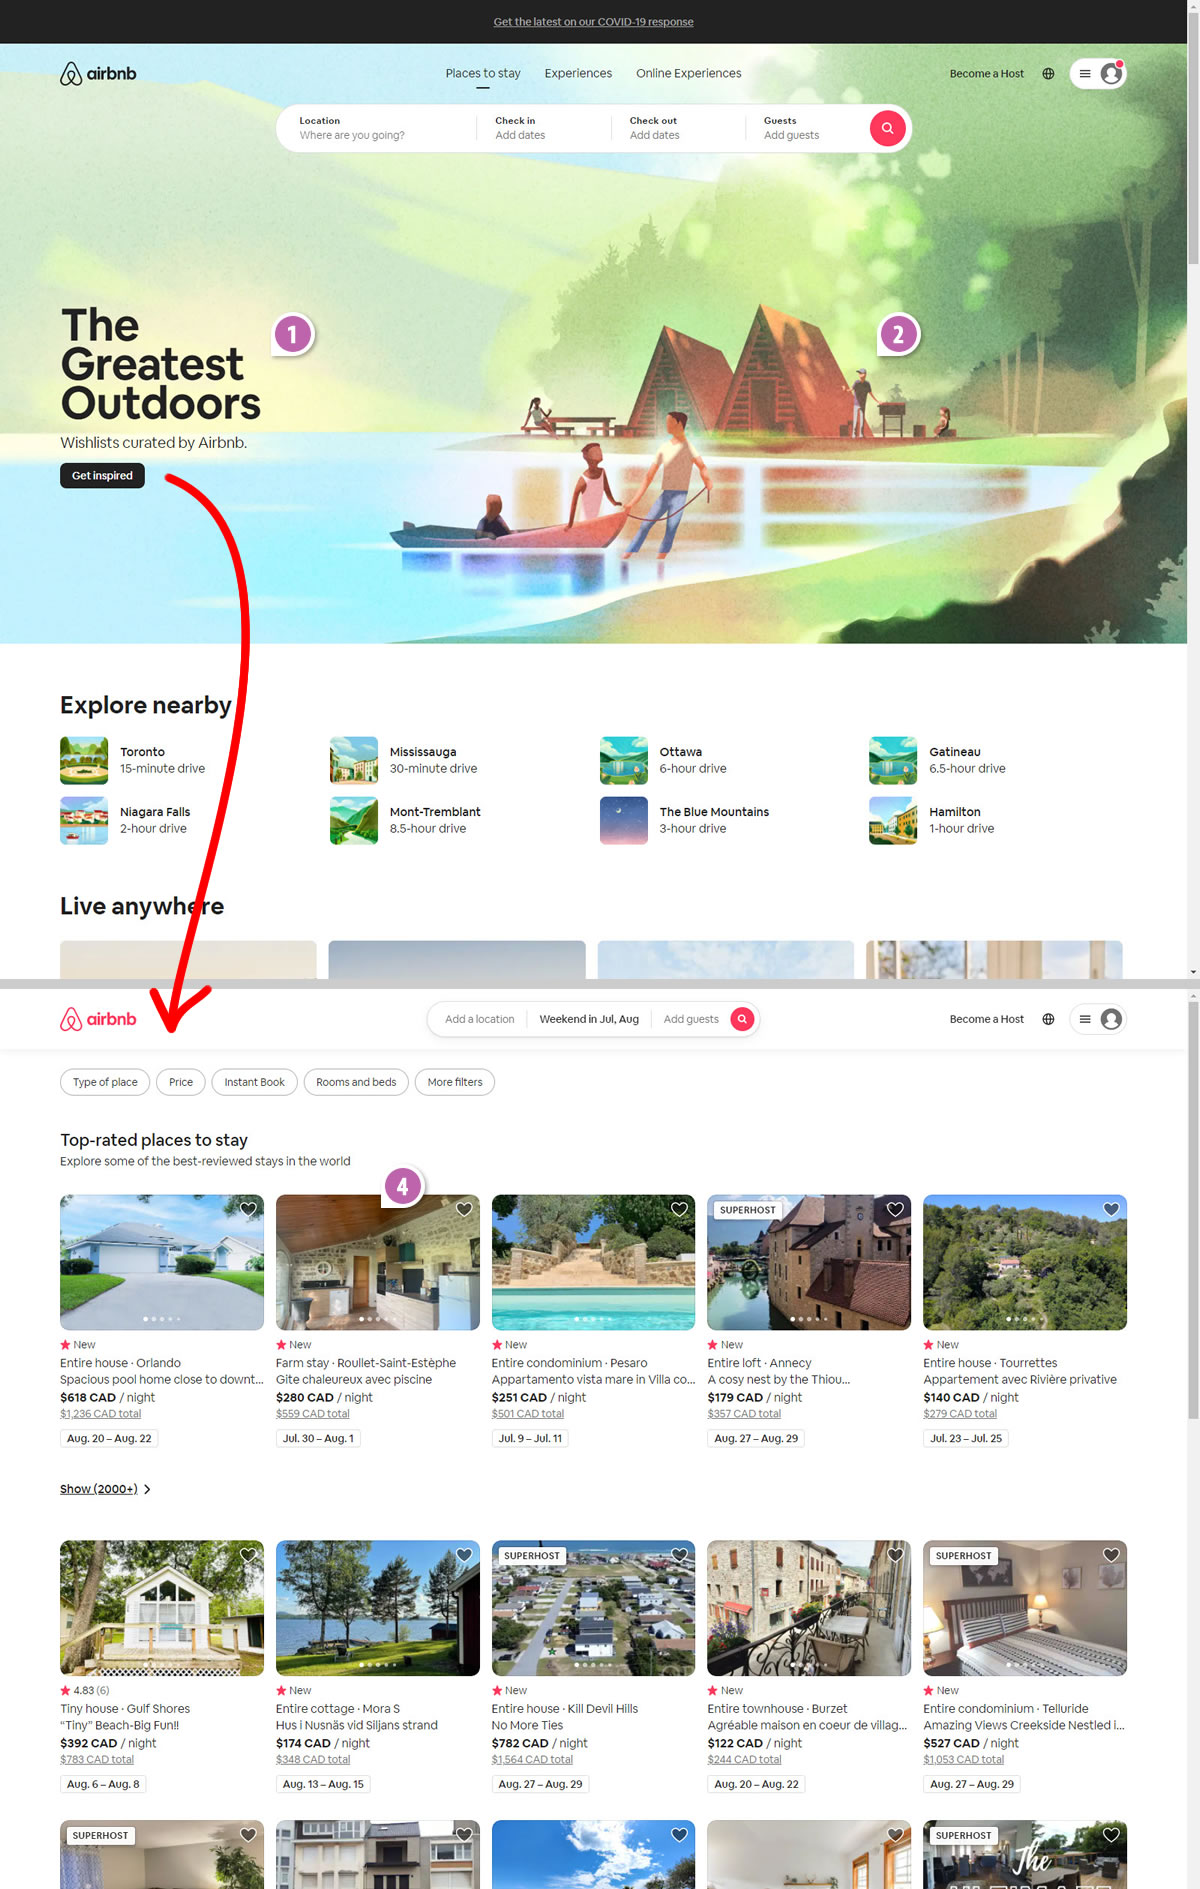 Get the latest on our COVID-19 response
airbnb
Places to stay
Experiences
Online Experiences
Become a Host
Location
Where are you going?
Check in
Add dates
Check out
Add dates
Guests
Add guests
The
Greatest
Outdoors
1
2
Wishlists curated by Airbnb.
Get inspired
Explore nearby
Toronto
15-minute drive
Mississauga
30-minute drive
Ottawa
6-hour drive
Gatineau
6.5-hour drive
Niagara Falls
2-hour drive
Mont-Tremblant
8.5-hour drive
The Blue Mountains
3-hour drive
Hamilton
1-hour drive
Live anywhere
airbnb
Add a location
Weekend in Jul, Aug
Add guests
Become a Host
Type of place
Price
Instant Book
Rooms and beds
More filters
Top-rated places to stay
Explore some of the best-reviewed stays in the world
4
New
Entire house · Orlando
Spacious pool home close to downt...
$618 CAD / night
$1,236 CAD total
Aug. 20 – Aug. 22
New
Farm stay · Roullet-Saint-Estèphe
Gite chaleureux avec piscine
$280 CAD / night
$559 CAD total
Jul. 30 – Aug. 1
New
Entire condominium · Pesaro
Appartamento vista mare in Villa co...
$251 CAD / night
$501 CAD total
Jul. 9 – Jul. 11
SUPERHOST
New
Entire loft · Annecy
A cosy nest by the Thiou...
$179 CAD / night
$357 CAD total
Aug. 27 – Aug. 29
New
Entire house · Tourrettes
Appartement avec Rivière privative
$140 CAD / night
$279 CAD total
Jul. 23 – Jul. 25
Show (2000+)
4.83 (6)
Tiny house · Gulf Shores
“Tiny” Beach-Big Fun!!
$392 CAD / night
$783 CAD total
Aug. 6 – Aug. 8
New
Entire cottage · Mora S
Hus i Nusnäs vid Siljans strand
$174 CAD / night
$348 CAD total
Aug. 13 – Aug. 15
SUPERHOST
New
Entire house · Kill Devil Hills
No More Ties
$782 CAD / night
$1,564 CAD total
Aug. 27 – Aug. 29
New
Entire townhouse · Burzet
Agréable maison en coeur de villag...
$122 CAD / night
$244 CAD total
Aug. 20 – Aug. 22
SUPERHOST
New
Entire condominium · Telluride
Amazing Views Creekside Nestled i...
$527 CAD / night
$1,053 CAD total
Aug. 27 – Aug. 29
SUPERHOST
SUPERHOST
The